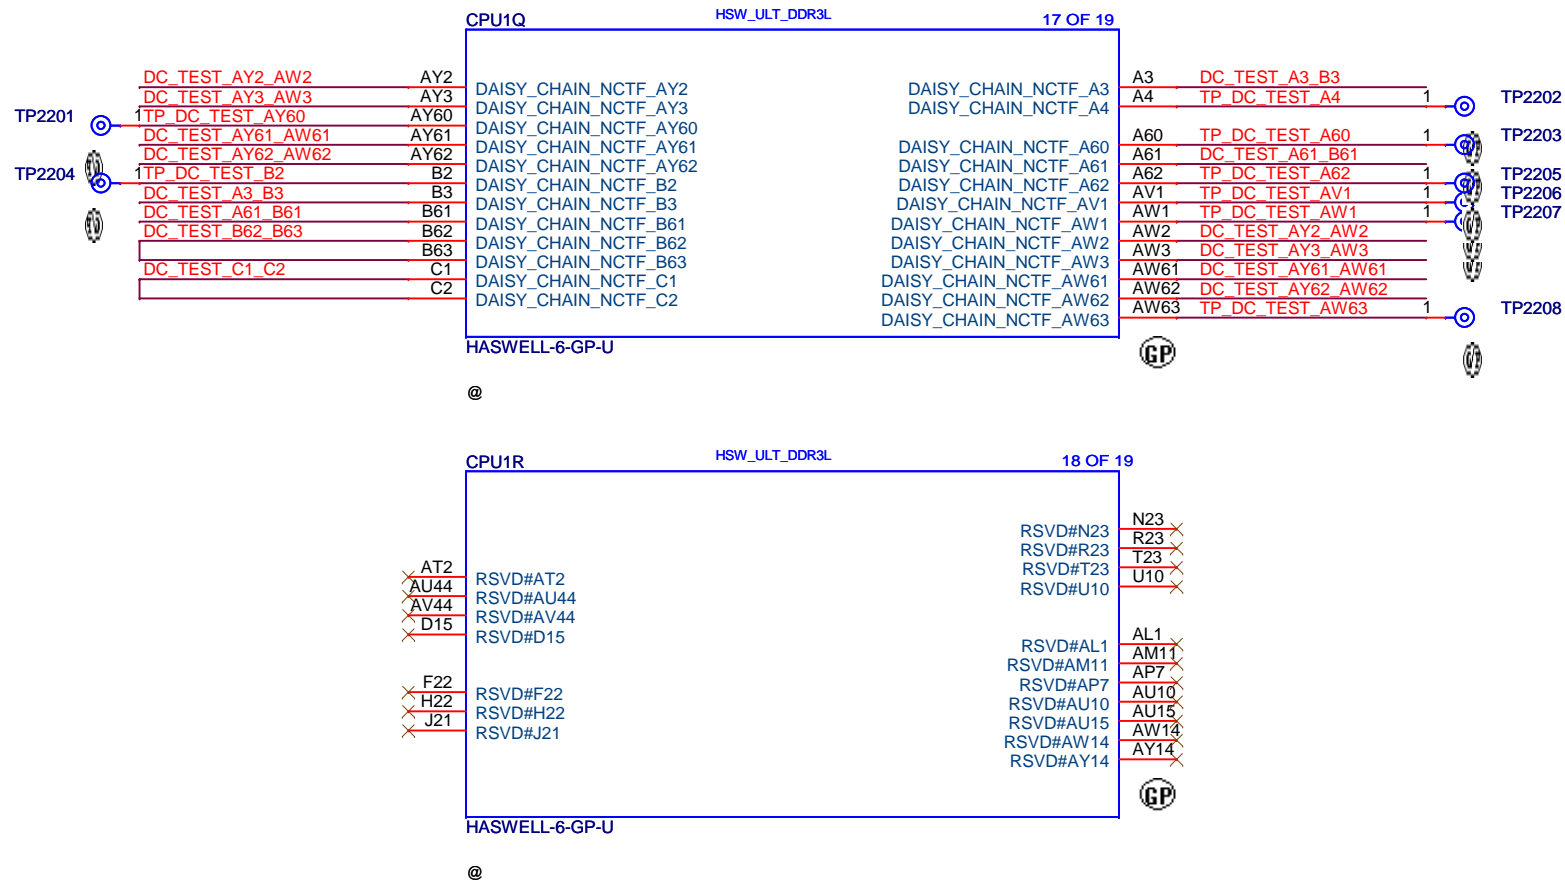 CPU1Q HSW_ULT_DDR3L 17 OF 19
DC_TEST_AY2_AW2 AY2 DAISY_CHAIN_NCTF_AY2 DAISY_CHAIN_NCTF_A3 A3 DC_TEST_A3_B3
DC_TEST_AY3_AW3 AY3 DAISY_CHAIN_NCTF_AY3 DAISY_CHAIN_NCTF_A4 A4 TP_DC_TEST_A4 1 TP2202
TP2201 1 TP_DC_TEST_AY60 AY60 DAISY_CHAIN_NCTF_AY60
DC_TEST_AY61_AW61 AY61 DAISY_CHAIN_NCTF_AY61 DAISY_CHAIN_NCTF_A60 A60 TP_DC_TEST_A60 1 TP2203
DC_TEST_AY62_AW62 AY62 DAISY_CHAIN_NCTF_AY62 DAISY_CHAIN_NCTF_A61 A61 DC_TEST_A61_B61
TP2204 1 TP_DC_TEST_B2 B2 DAISY_CHAIN_NCTF_B2 DAISY_CHAIN_NCTF_A62 A62 TP_DC_TEST_A62 1 TP2205
DC_TEST_A3_B3 B3 DAISY_CHAIN_NCTF_B3 DAISY_CHAIN_NCTF_AV1 AV1 TP_DC_TEST_AV1 1 TP2206
DC_TEST_A61_B61 B61 DAISY_CHAIN_NCTF_B61 DAISY_CHAIN_NCTF_AW1 AW1 TP_DC_TEST_AW1 1 TP2207
DC_TEST_B62_B63 B62 DAISY_CHAIN_NCTF_B62 DAISY_CHAIN_NCTF_AW2 AW2 DC_TEST_AY2_AW2
B63 DAISY_CHAIN_NCTF_B63 DAISY_CHAIN_NCTF_AW3 AW3 DC_TEST_AY3_AW3
DC_TEST_C1_C2 C1 DAISY_CHAIN_NCTF_C1 DAISY_CHAIN_NCTF_AW61 AW61 DC_TEST_AY61_AW61
C2 DAISY_CHAIN_NCTF_C2 DAISY_CHAIN_NCTF_AW62 AW62 DC_TEST_AY62_AW62
DAISY_CHAIN_NCTF_AW63 AW63 TP_DC_TEST_AW63 1 TP2208
HASWELL-6-GP-U
GP
@
CPU1R HSW_ULT_DDR3L 18 OF 19
RSVD#N23 N23
RSVD#R23 R23
RSVD#T23 T23
AT2 RSVD#AT2 RSVD#U10 U10
AU44 RSVD#AU44
AV44 RSVD#AV44
D15 RSVD#D15
RSVD#AL1 AL1
RSVD#AM11 AM11
F22 RSVD#F22 RSVD#AP7 AP7
H22 RSVD#H22 RSVD#AU10 AU10
J21 RSVD#J21 RSVD#AU15 AU15
RSVD#AW14 AW14
RSVD#AY14 AY14
GP
HASWELL-6-GP-U
@